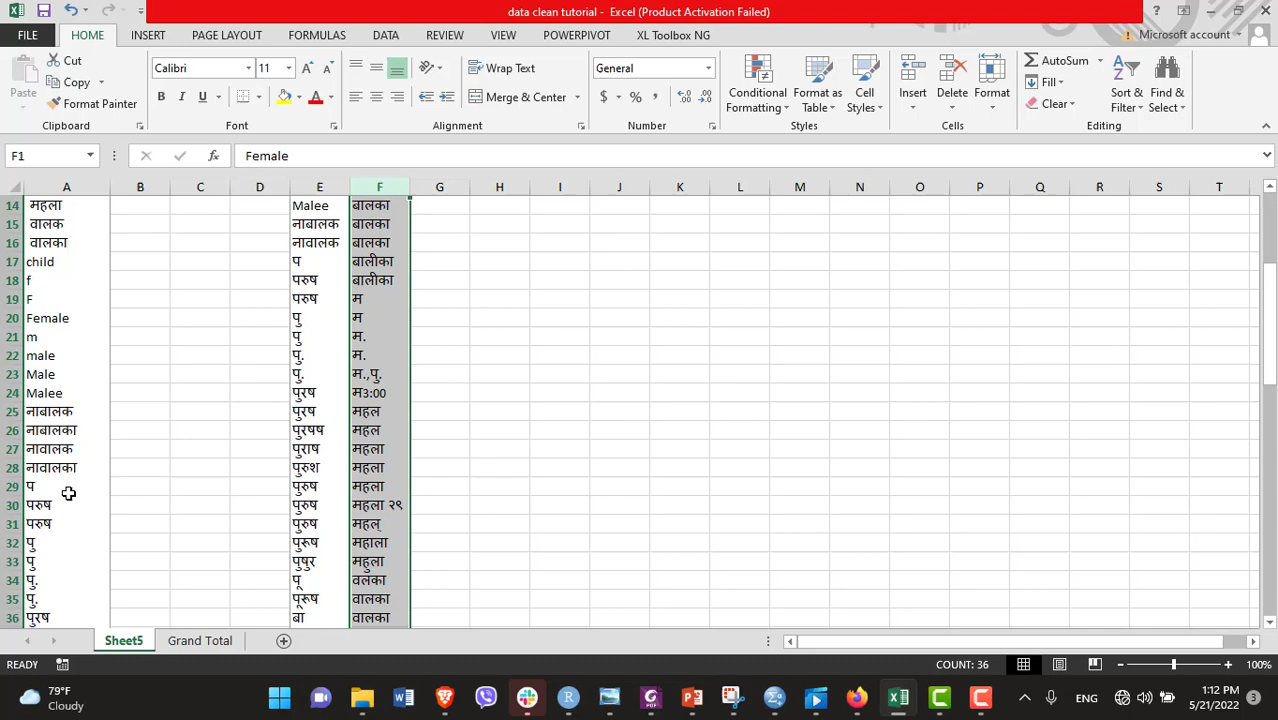 data clean tutorial - Excel (Product Activation Failed)
FILE HOME INSERT PAGE LAYOUT FORMULAS DATA REVIEW VIEW POWERPIVOT XL Toolbox NG Microsoft account
Cut
Copy
Format Painter
Paste
Clipboard
Calibri 11
B I U
Font
Wrap Text
Merge & Center
Alignment
General
$ % ,
Number
Conditional Formatting
Format as Table
Cell Styles
Styles
Insert
Delete
Format
Cells
AutoSum
Fill
Clear
Sort & Filter
Find & Select
Editing
F1 fx Female
A B C D E F G H I J K L M N O P Q R S T
14 महला Malee बालका
15 वालक नाबालक बालका
16 वालका नावालक बालका
17 child प बालीका
18 f परुष बालीका
19 F परुष म
20 Female पु म
21 m पु म.
22 male पु. म.
23 Male पु. म.,पु.
24 Malee पुरष म3:00
25 नाबालक पुरष महल
26 नाबालका पुरषष महल
27 नावालक पुराष महला
28 नावालका पुरुश महला
29 प पुरुष महला
30 परुष पुरुष महला २९
31 परुष पुरुष महल्
32 पु पुरूष महाला
33 पु पुषुर महुला
34 पु. पू वलका
35 पु. पूरूष वालका
36 पुरष बा वालका
Sheet5 Grand Total
READY COUNT: 36 100%
79°F
Cloudy
ENG
1:12 PM
5/21/2022
3